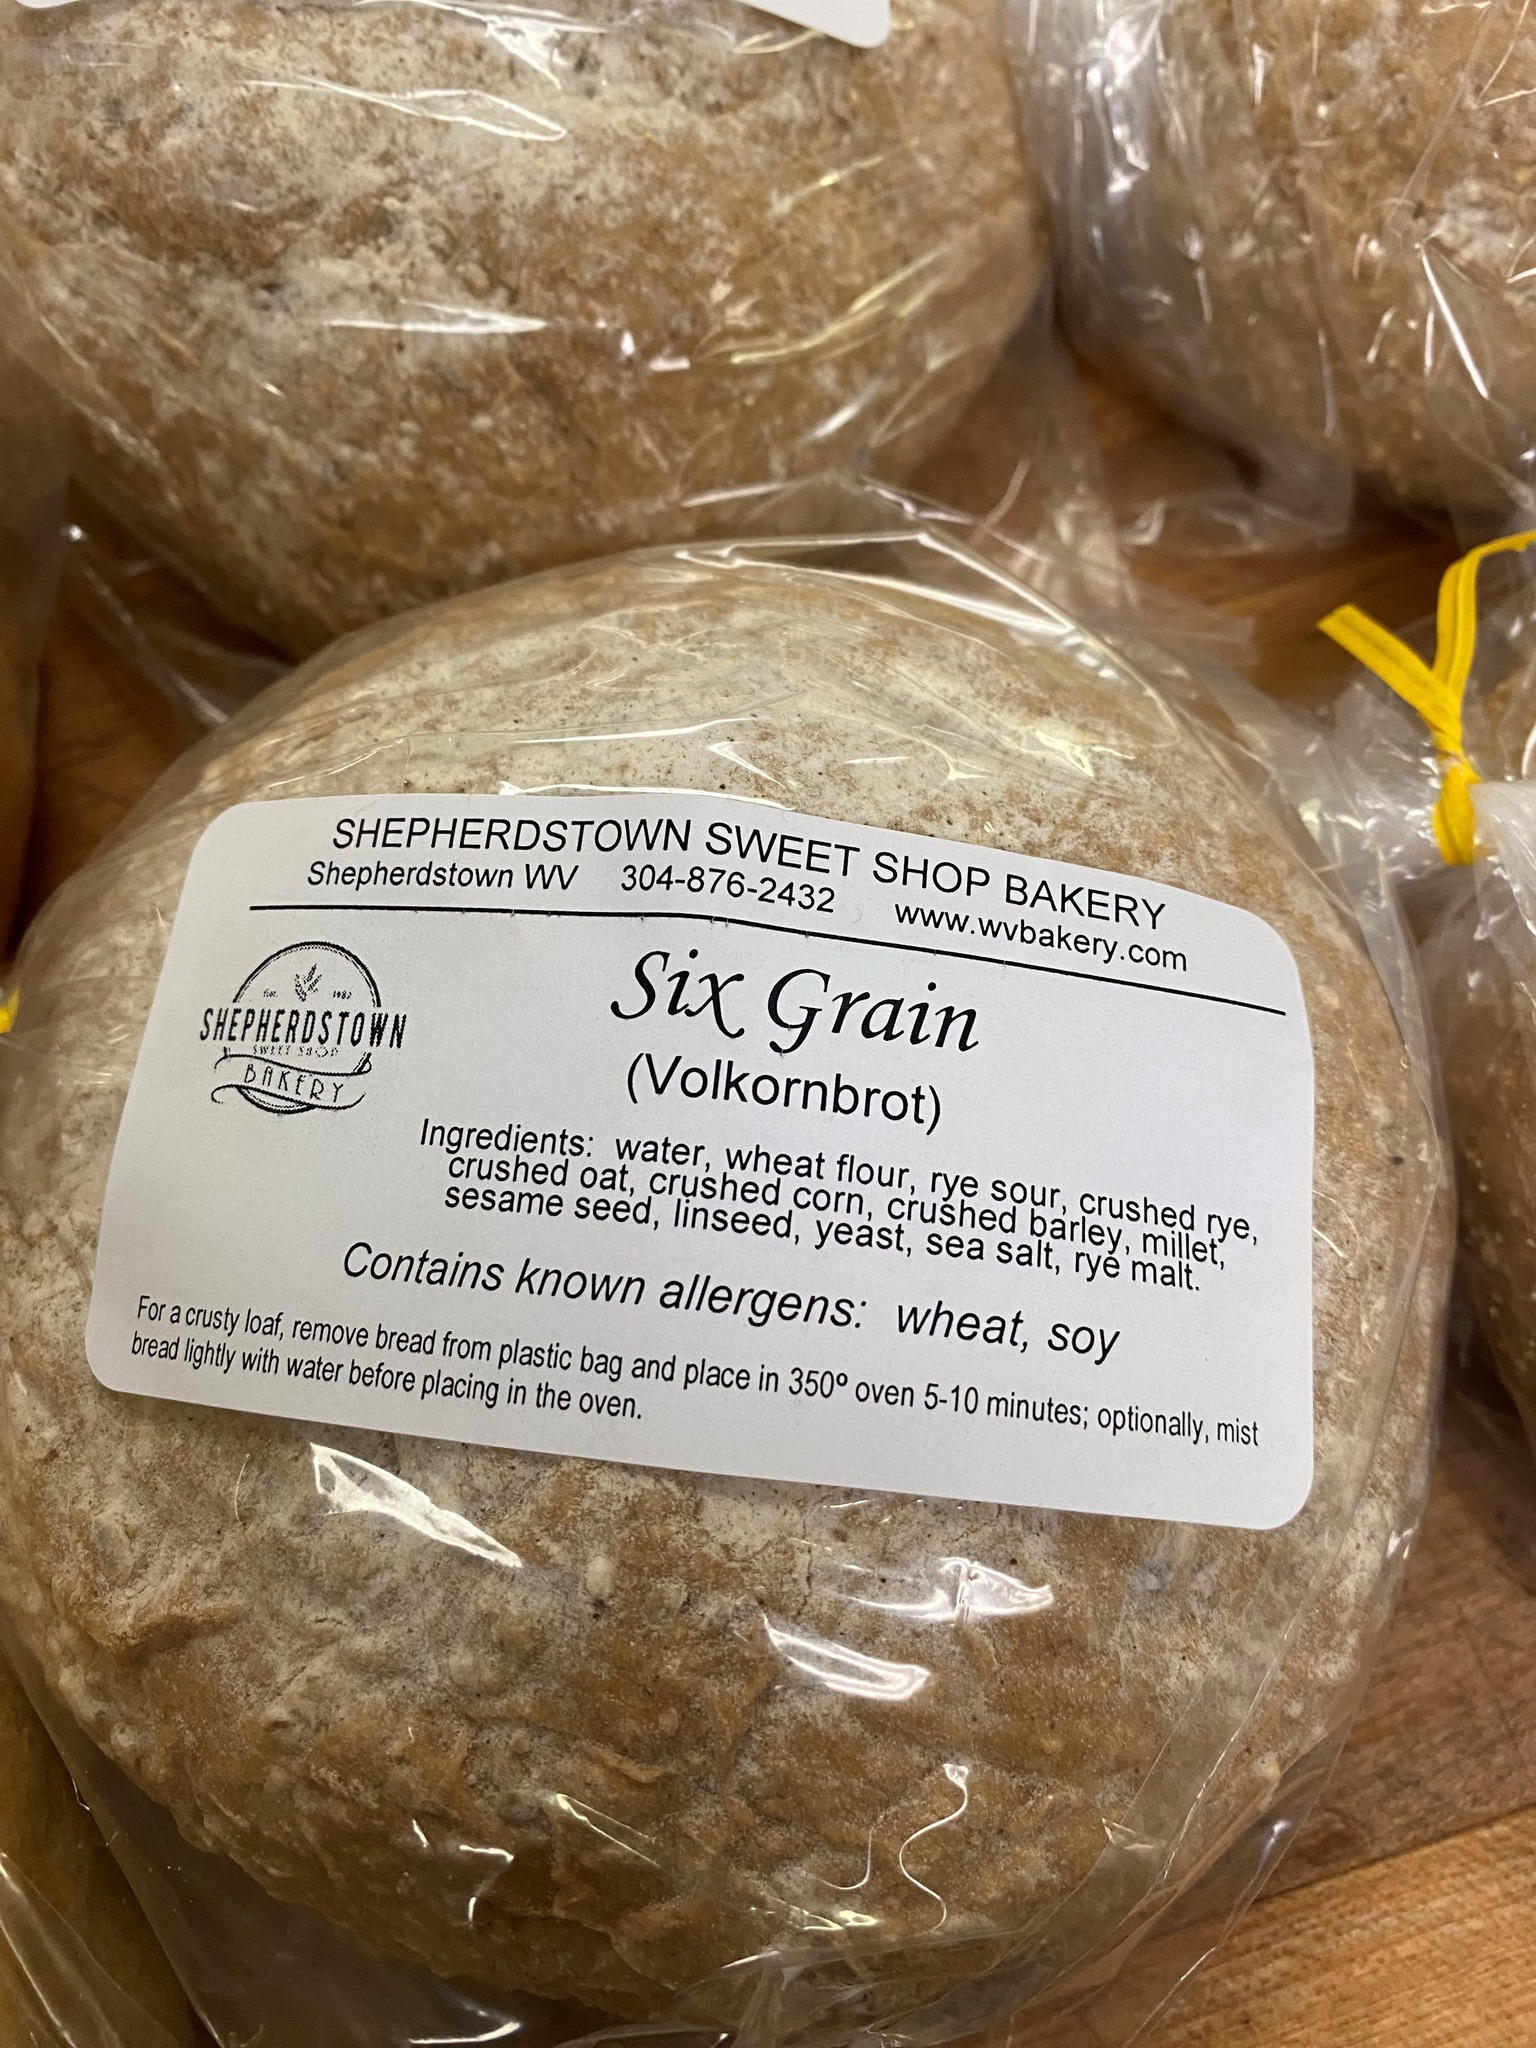 SHEPHERDSTOWN SWEET SHOP BAKERY
Shepherdstown WV 304-876-2432 www.wvbakery.com
Est. 1982
SHEPHERDSTOWN
SWEET SHOP
BAKERY
Six Grain
(Volkornbrot)
Ingredients: water, wheat flour, rye sour, crushed rye,
crushed oat, crushed corn, crushed barley, millet,
sesame seed, linseed, yeast, sea salt, rye malt.
Contains known allergens: wheat, soy
For a crusty loaf, remove bread from plastic bag and place in 350º oven 5-10 minutes; optionally, mist
bread lightly with water before placing in the oven.